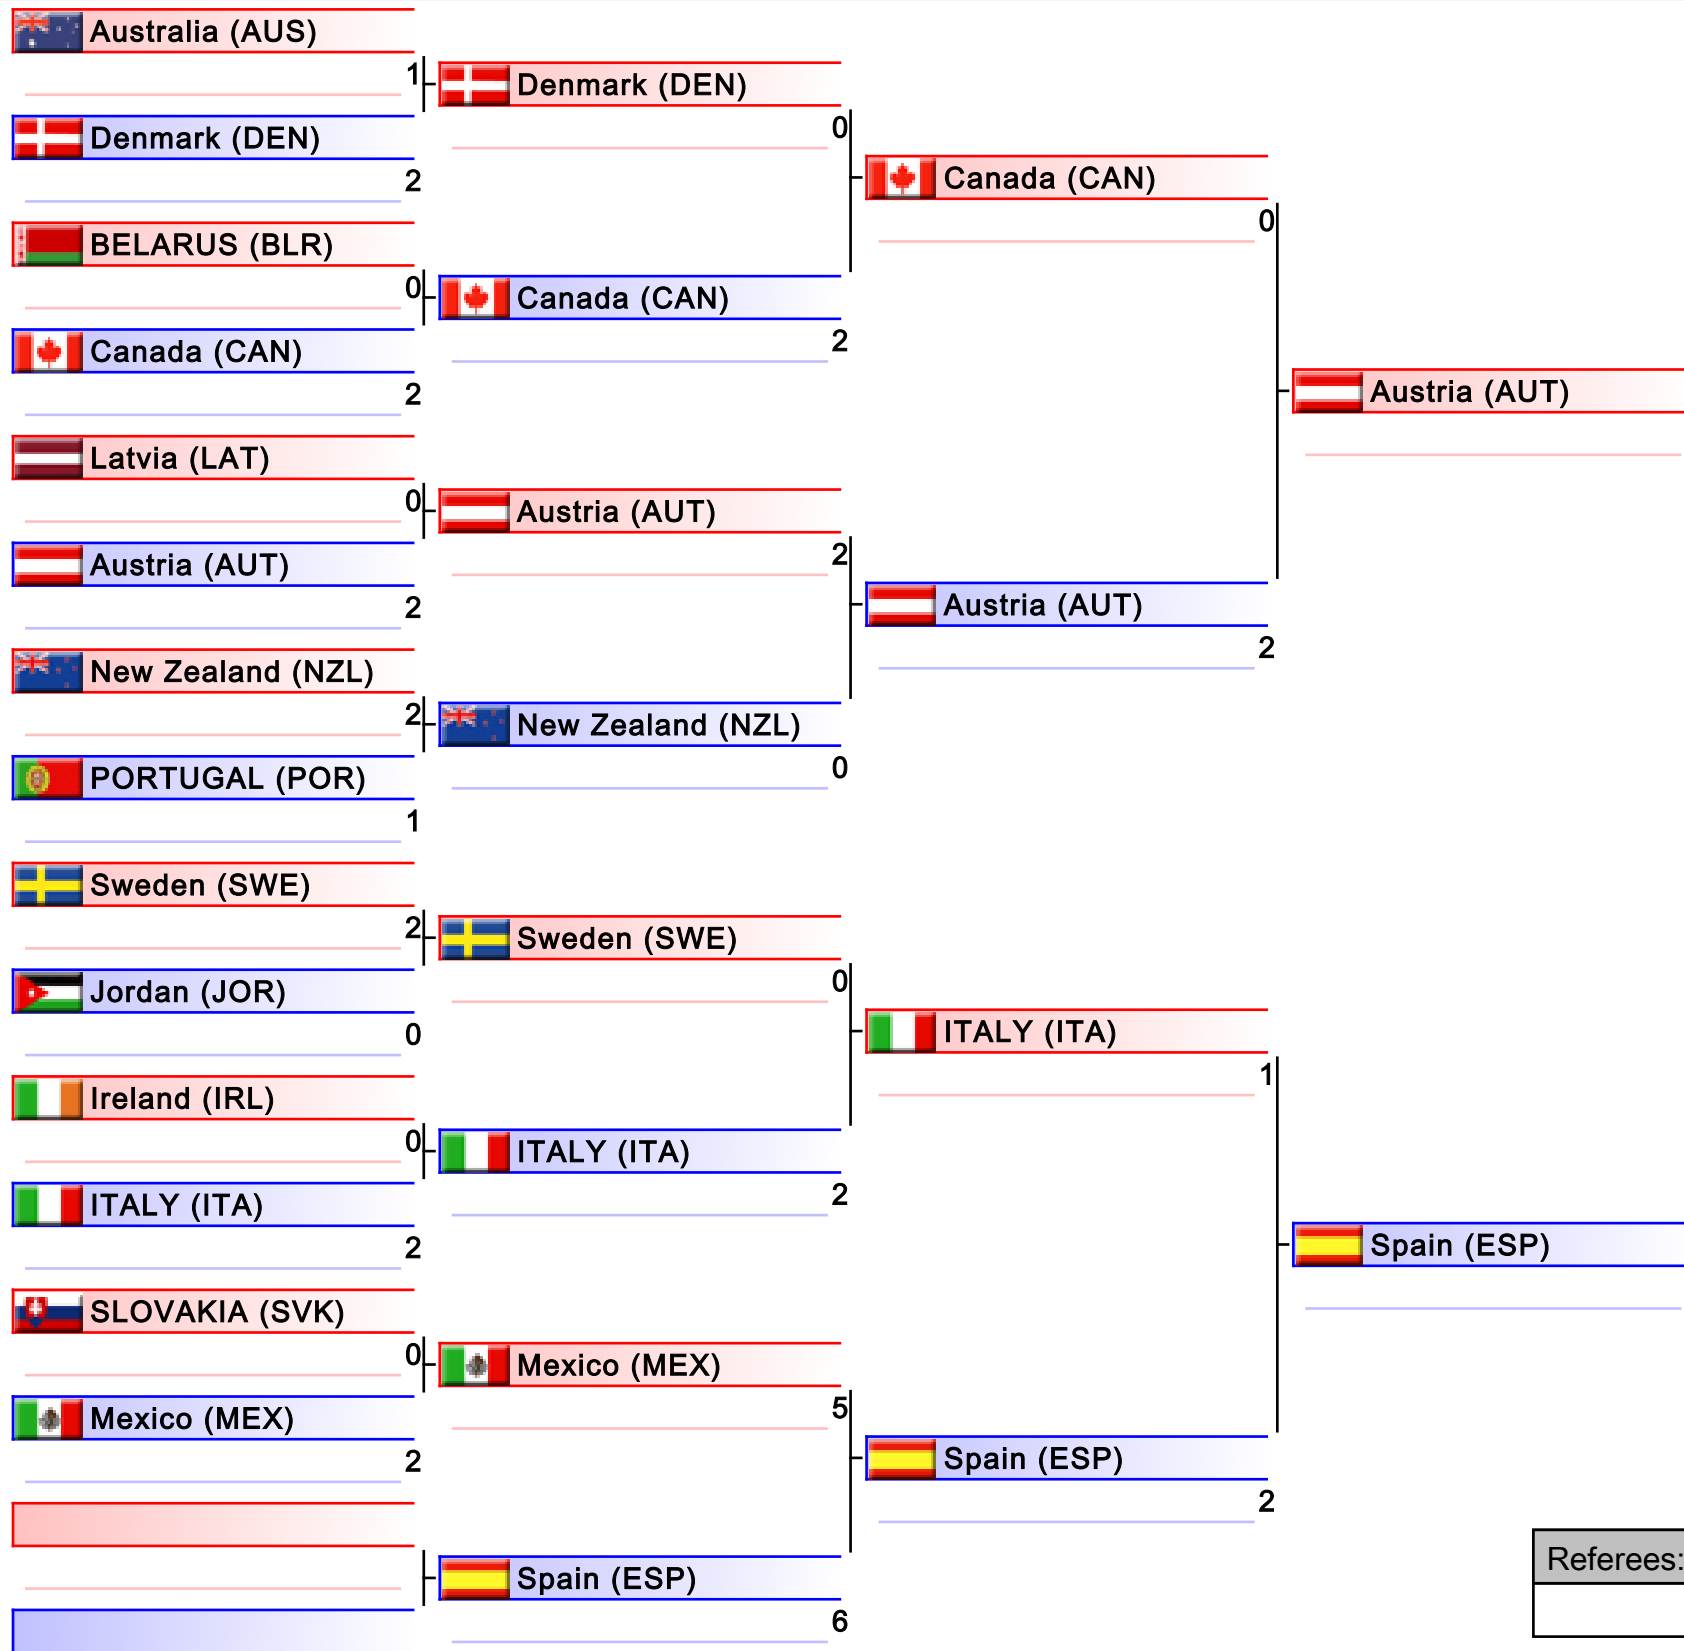 Australia (AUS)
1
Denmark (DEN)
2
BELARUS (BLR)
0
Canada (CAN)
2
Latvia (LAT)
0
Austria (AUT)
2
New Zealand (NZL)
2
PORTUGAL (POR)
1
Sweden (SWE)
2
Jordan (JOR)
0
Ireland (IRL)
0
ITALY (ITA)
2
SLOVAKIA (SVK)
0
Mexico (MEX)
2
Denmark (DEN)
0
Canada (CAN)
2
Austria (AUT)
2
New Zealand (NZL)
0
Sweden (SWE)
0
ITALY (ITA)
2
Mexico (MEX)
5
Spain (ESP)
6
Canada (CAN)
0
Austria (AUT)
2
ITALY (ITA)
1
Spain (ESP)
2
Austria (AUT)
Spain (ESP)
Referees: